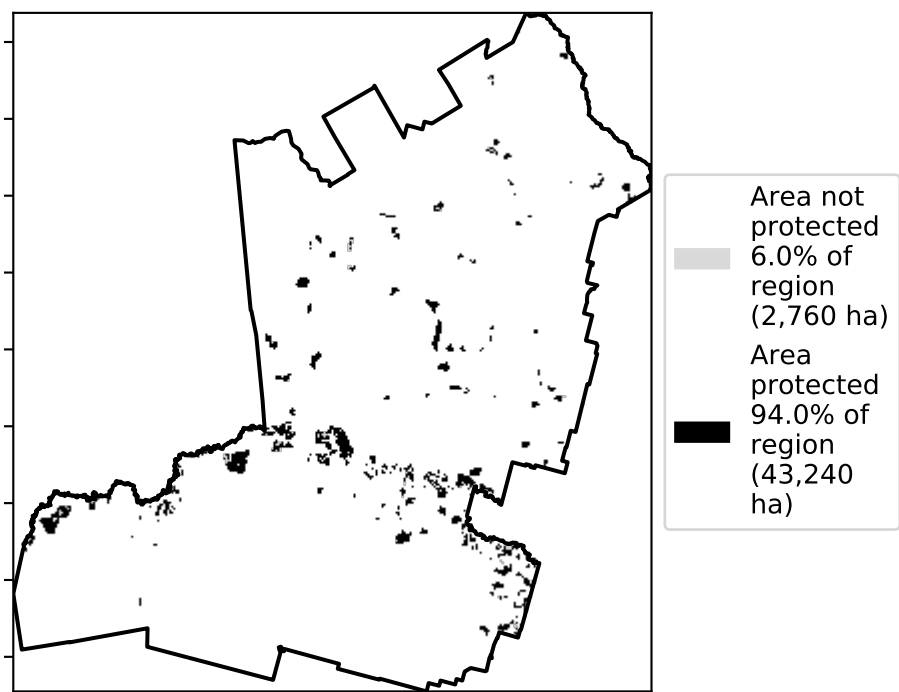 Area not
protected
6.0% of
region
(2,760 ha)
Area
protected
94.0% of
region
(43,240
ha)